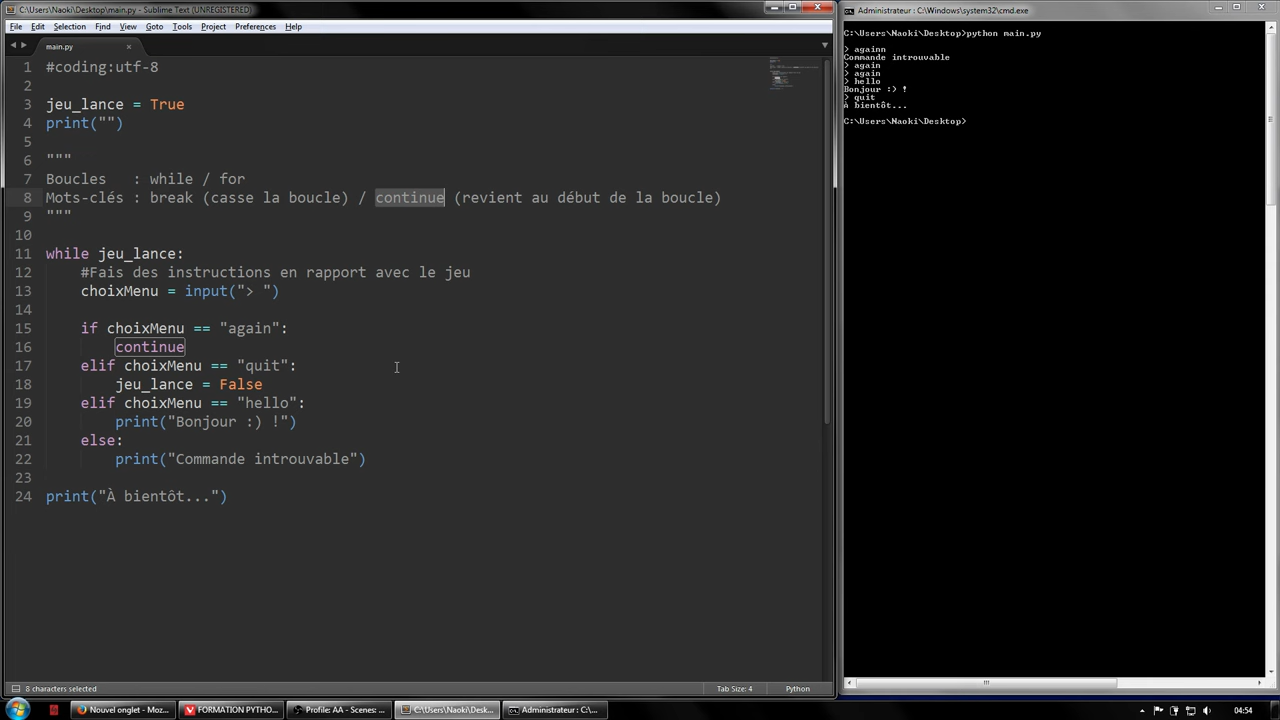 C:\Users\Naoki\Desktop\main.py - Sublime Text (UNREGISTERED)
File Edit Selection Find View Goto Tools Project Preferences Help
main.py
1 #coding:utf-8
2
3 jeu_lance = True
4 print("")
5
6 """
7 Boucles : while / for
8 Mots-clés : break (casse la boucle) / continue (revient au début de la boucle)
9 """
10
11 while jeu_lance:
12 #Fais des instructions en rapport avec le jeu
13 choixMenu = input("> ")
14
15 if choixMenu == "again":
16 continue
17 elif choixMenu == "quit":
18 jeu_lance = False
19 elif choixMenu == "hello":
20 print("Bonjour :) !")
21 else:
22 print("Commande introuvable")
23
24 print("À bientôt...")
8 characters selected
Tab Size: 4 Python
Administrateur : C:\Windows\system32\cmd.exe
C:\Users\Naoki\Desktop>python main.py
> againn
Commande introuvable
> again
> again
> hello
Bonjour :) !
> quit
À bientôt...
C:\Users\Naoki\Desktop>
Nouvel onglet - Moz...
FORMATION PYTHO...
Profile: AA - Scenes: ...
C:\Users\Naoki\Desk...
Administrateur : C:\...
04:54